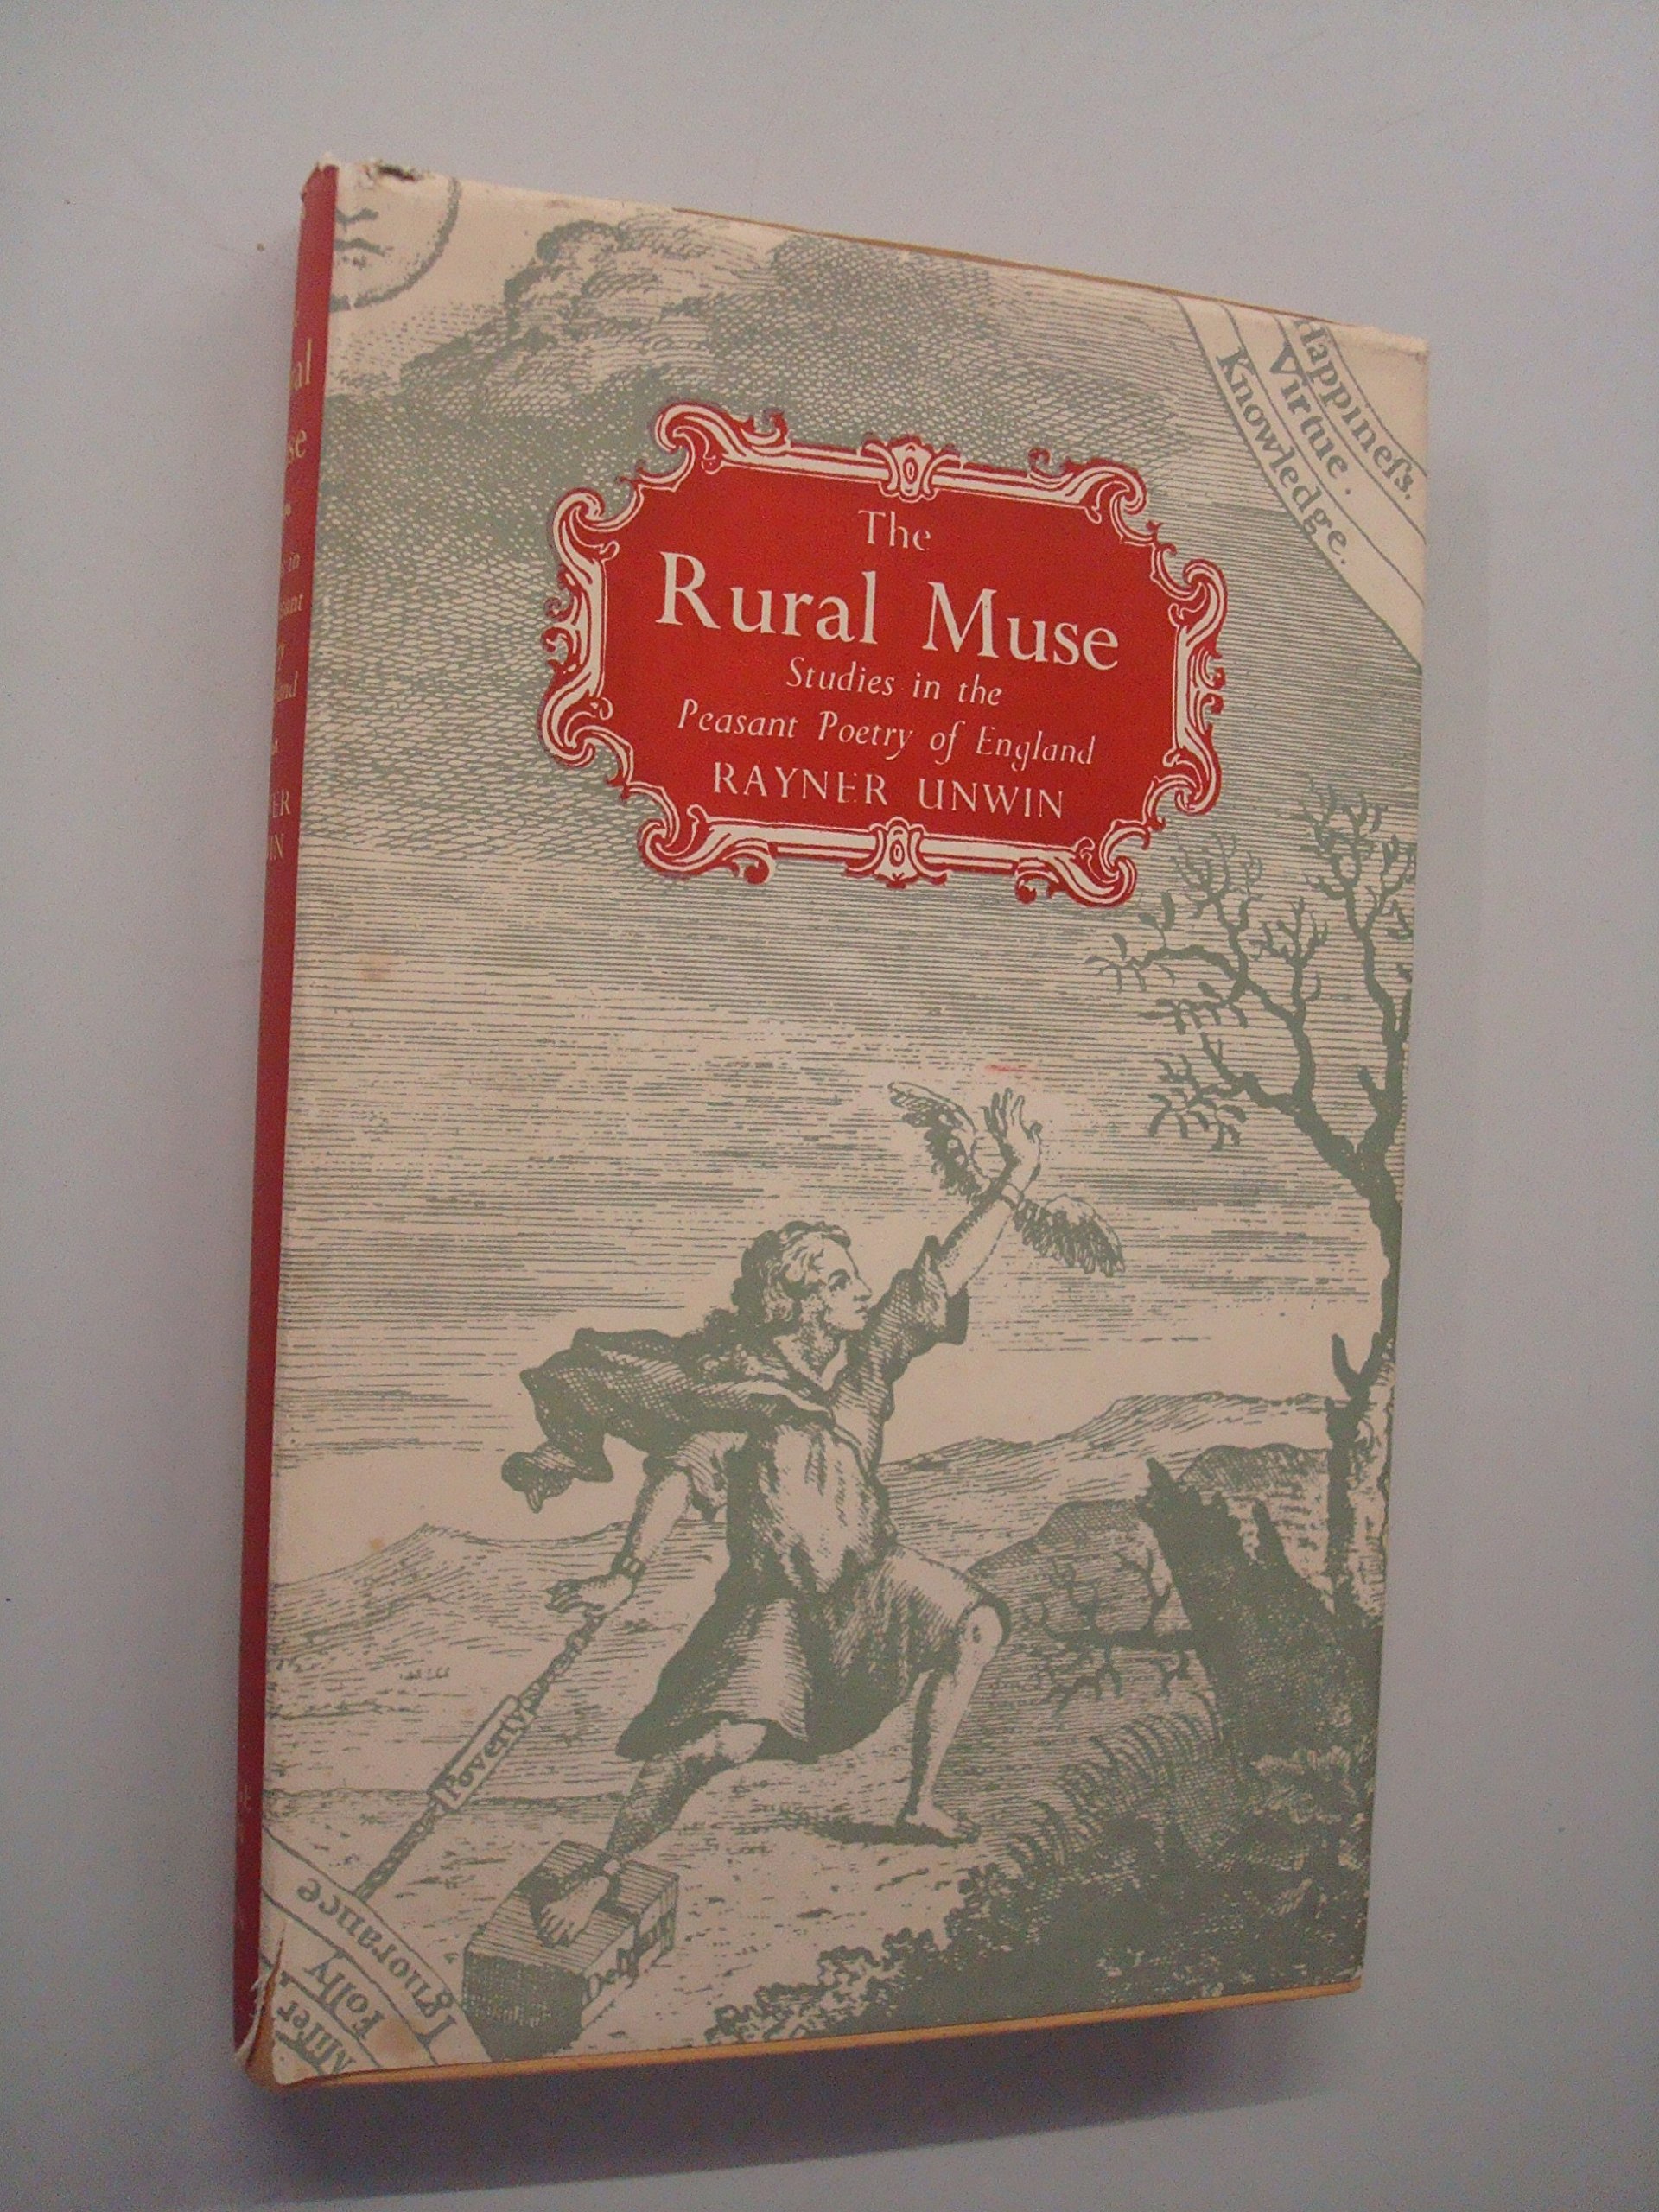 Happineſs.
Virtue.
Knowledge.
The
Rural Muse
Studies in the
Peasant Poetry of England
RAYNER UNWIN
Poverty
Ignorance
Folly